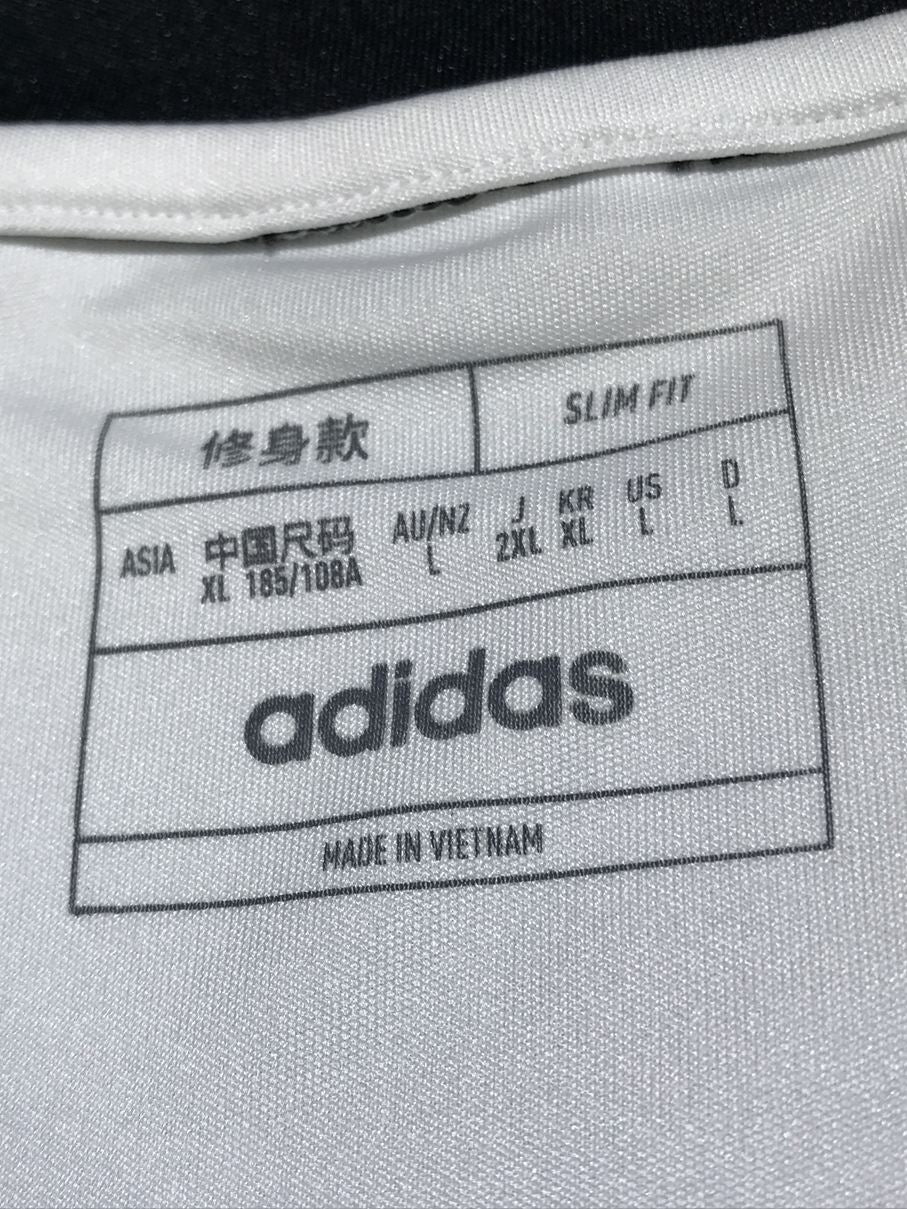 修身款 SLIM FIT
ASIA 中国尺码 AU/NZ J KR US D
XL 185/108A L 2XL XL L L
adidas
MADE IN VIETNAM